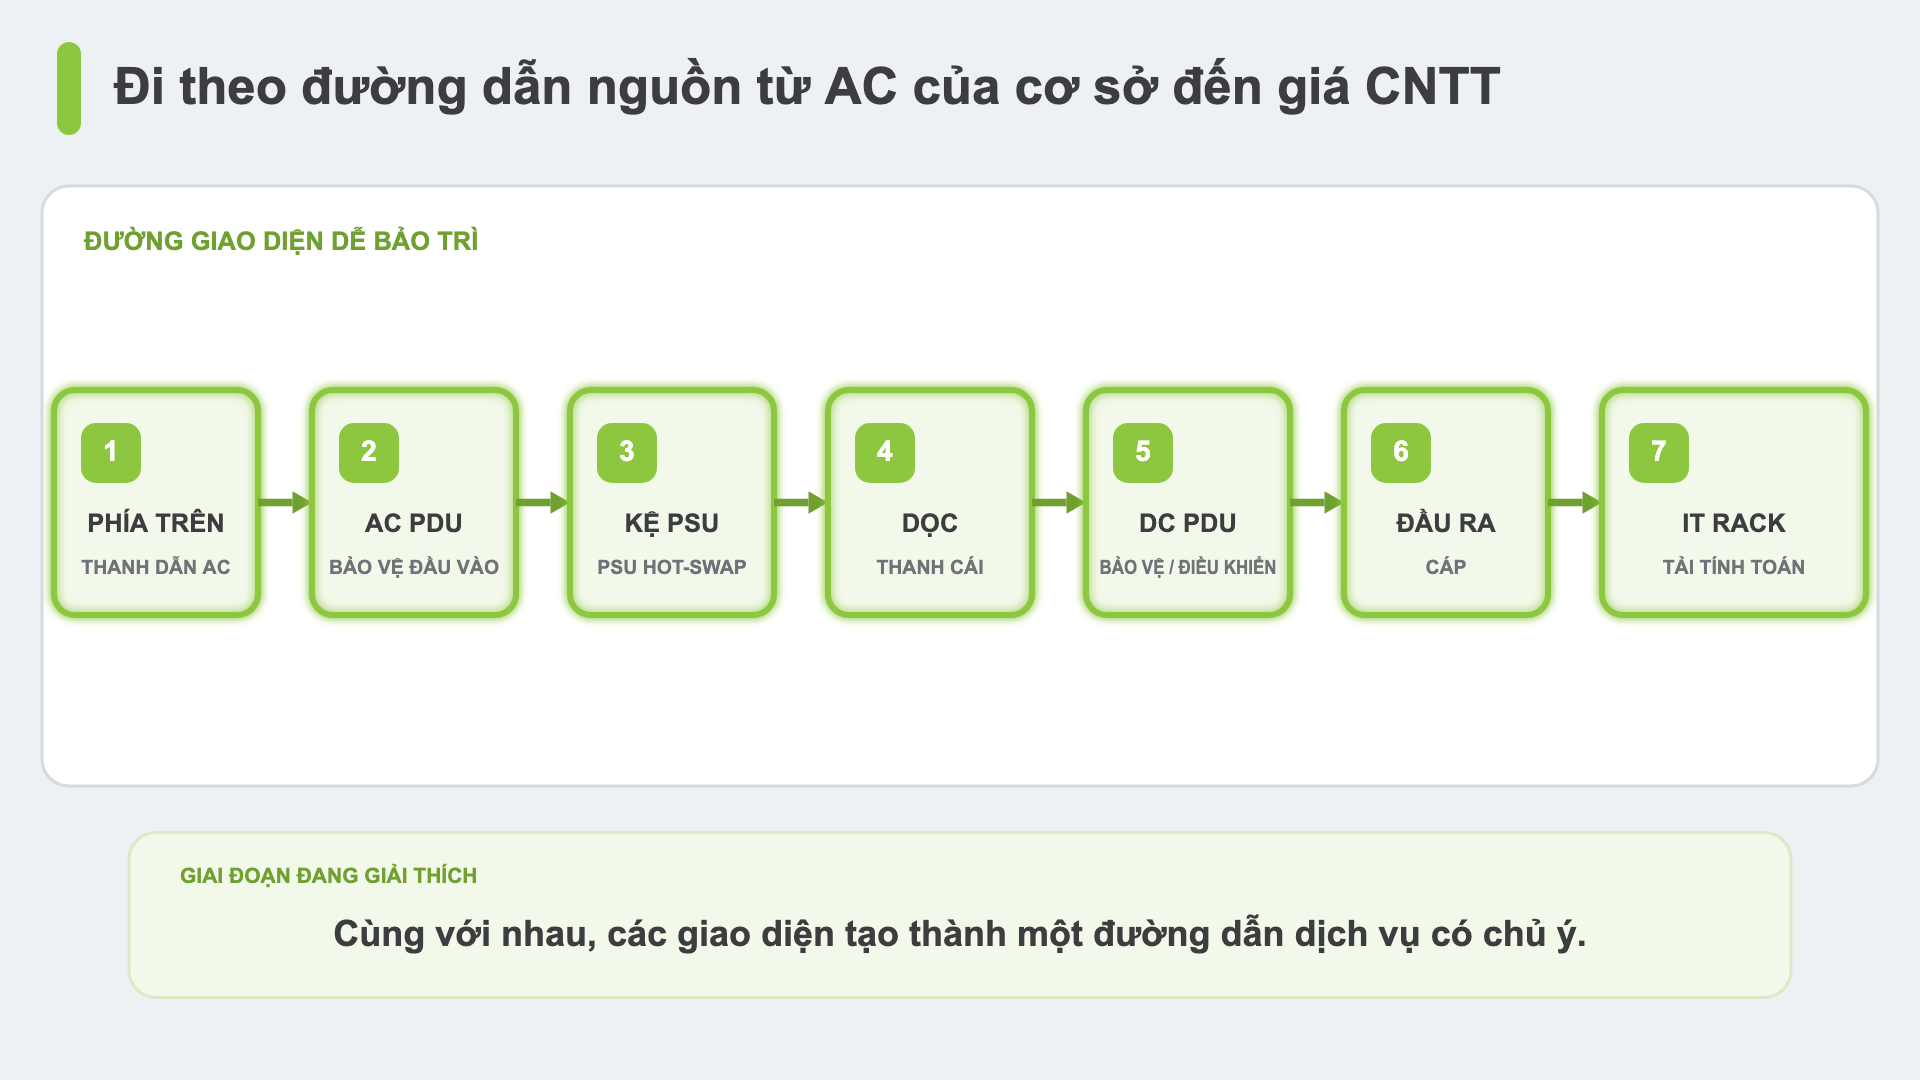 Đi theo đường dẫn nguồn từ AC của cơ sở đến giá CNTT
ĐƯỜNG GIAO DIỆN DỄ BẢO TRÌ
1
PHÍA TRÊN
THANH DẪN AC
2
AC PDU
BẢO VỆ ĐẦU VÀO
3
KỆ PSU
PSU HOT-SWAP
4
DỌC
THANH CÁI
5
DC PDU
BẢO VỆ / ĐIỀU KHIỂN
6
ĐẦU RA
CÁP
7
IT RACK
TẢI TÍNH TOÁN
GIAI ĐOẠN ĐANG GIẢI THÍCH
Cùng với nhau, các giao diện tạo thành một đường dẫn dịch vụ có chủ ý.